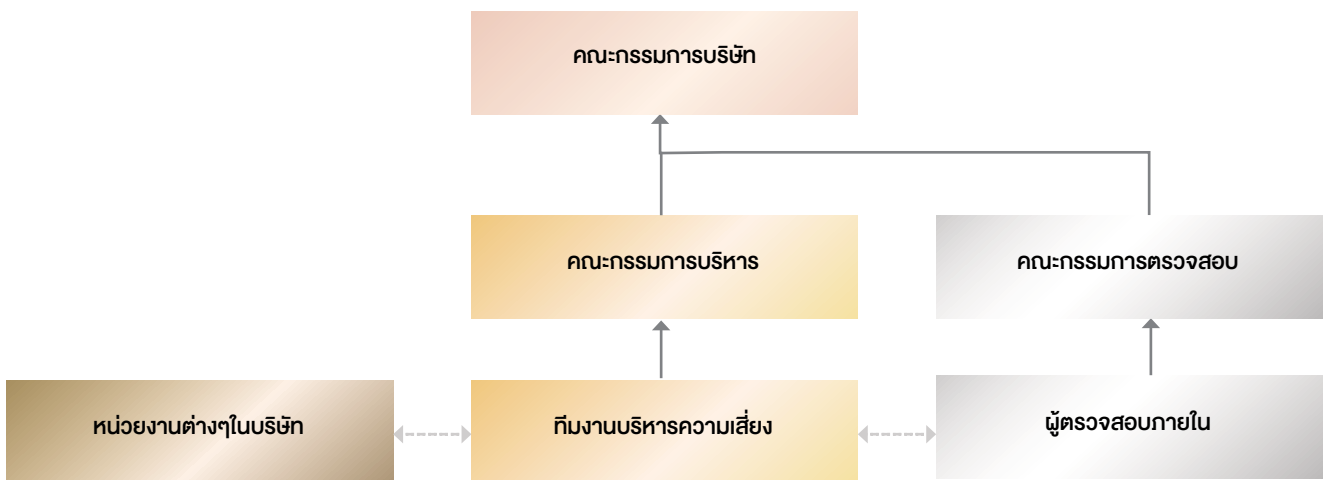 คณะกรรมการบริษัท
คณะกรรมการบริหาร
คณะกรรมการตรวจสอบ
หน่วยงานต่างๆในบริษัท
ทีมงานบริหารความเสี่ยง
ผู้ตรวจสอบภายใน